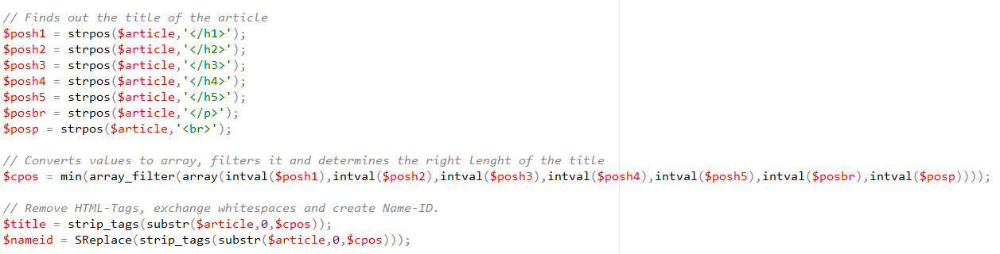 // Finds out the title of the article
$posh1 = strpos($article,'</h1>');
$posh2 = strpos($article,'</h2>');
$posh3 = strpos($article,'</h3>');
$posh4 = strpos($article,'</h4>');
$posh5 = strpos($article,'</h5>');
$posbr = strpos($article,'</p>');
$posp = strpos($article,'<br>');
// Converts values to array, filters it and determines the right lenght of the title
$cpos = min(array_filter(array(intval($posh1),intval($posh2),intval($posh3),intval($posh4),intval($posh5),intval($posbr),intval($posp))));
// Remove HTML-Tags, exchange whitespaces and create Name-ID.
$title = strip_tags(substr($article,0,$cpos));
$nameid = SReplace(strip_tags(substr($article,0,$cpos)));